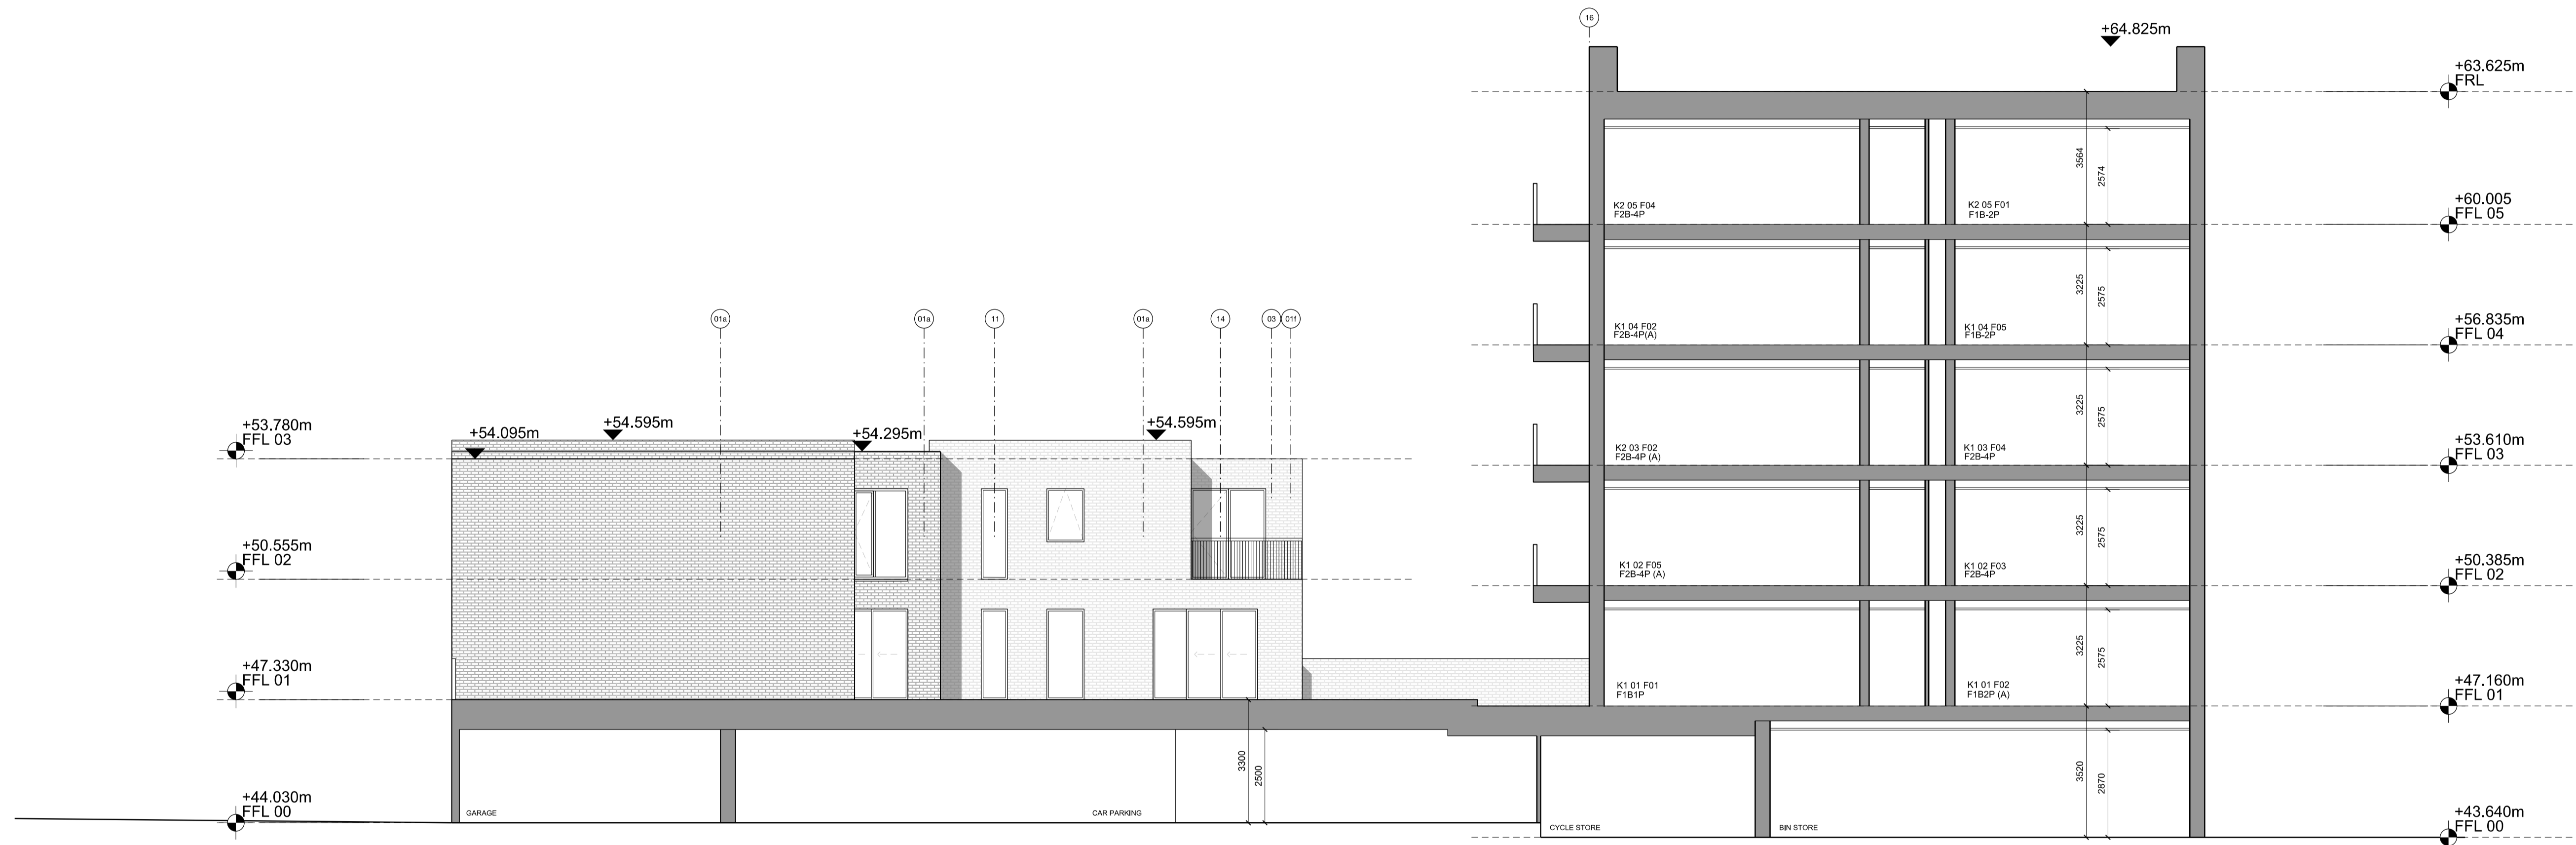 16
+64.825m
+63.625m
FRL
3564
2574
K2 05 F04
F2B-4P
K2 05 F01
F1B-2P
+60.005
FFL 05
3225
2575
01a
01a
11
01a
14
03
01f
K1 04 F02
F2B-4P(A)
K1 04 F05
F1B-2P
+56.835m
FFL 04
3225
2575
+53.780m
FFL 03
+54.095m
+54.595m
+54.295m
+54.595m
K2 03 F02
F2B-4P (A)
K1 03 F04
F2B-4P
+53.610m
FFL 03
3225
2575
+50.555m
FFL 02
K1 02 F05
F2B-4P (A)
K1 02 F03
F2B-4P
+50.385m
FFL 02
3225
2575
+47.330m
FFL 01
K1 01 F01
F1B1P
K1 01 F02
F1B2P (A)
+47.160m
FFL 01
3300
2500
3520
2870
+44.030m
FFL 00
GARAGE
CAR PARKING
CYCLE STORE
BIN STORE
+43.640m
FFL 00